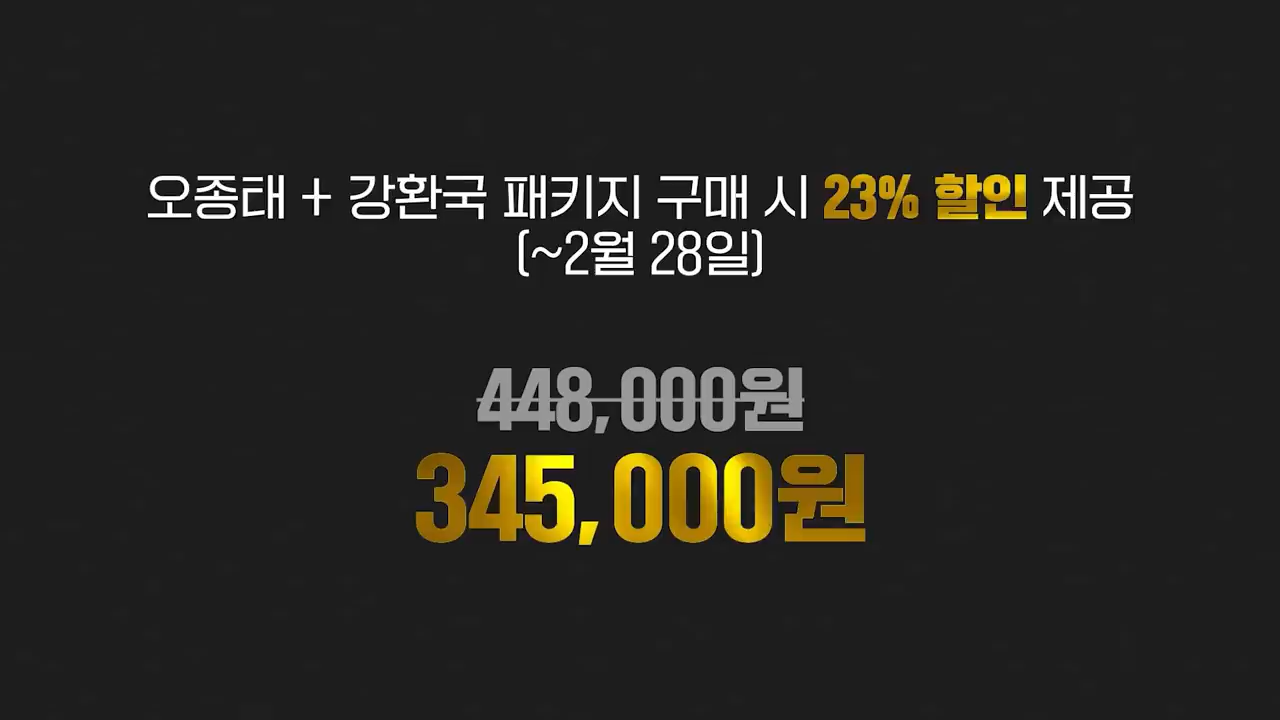 오종태 + 강환국 패키지 구매 시 23% 할인 제공
(~2월 28일)
448,000원
345,000원